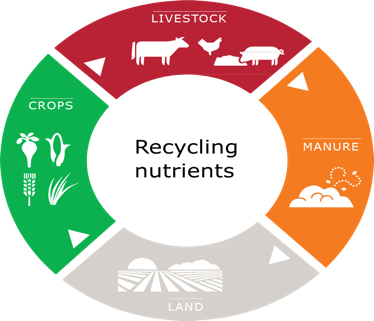 LIVESTOCK
CROPS
MANURE
Recycling
nutrients
LAND